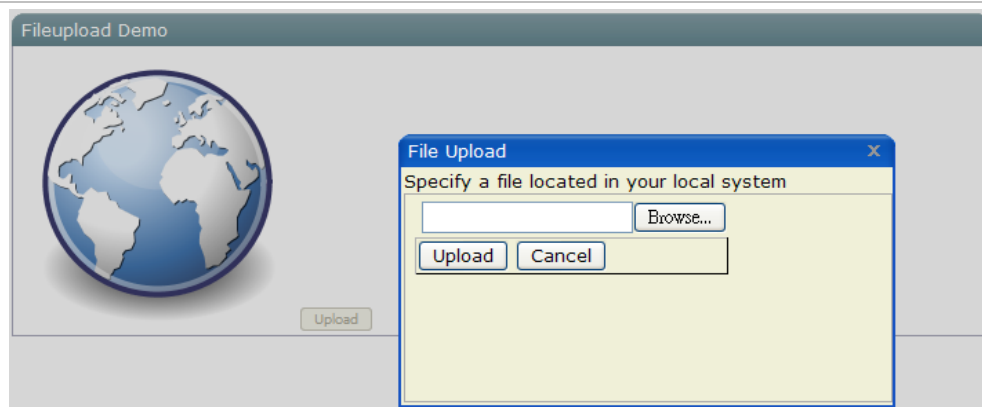 Fileupload Demo
File Upload x
Specify a file located in your local system
Browse...
Upload Cancel
Upload